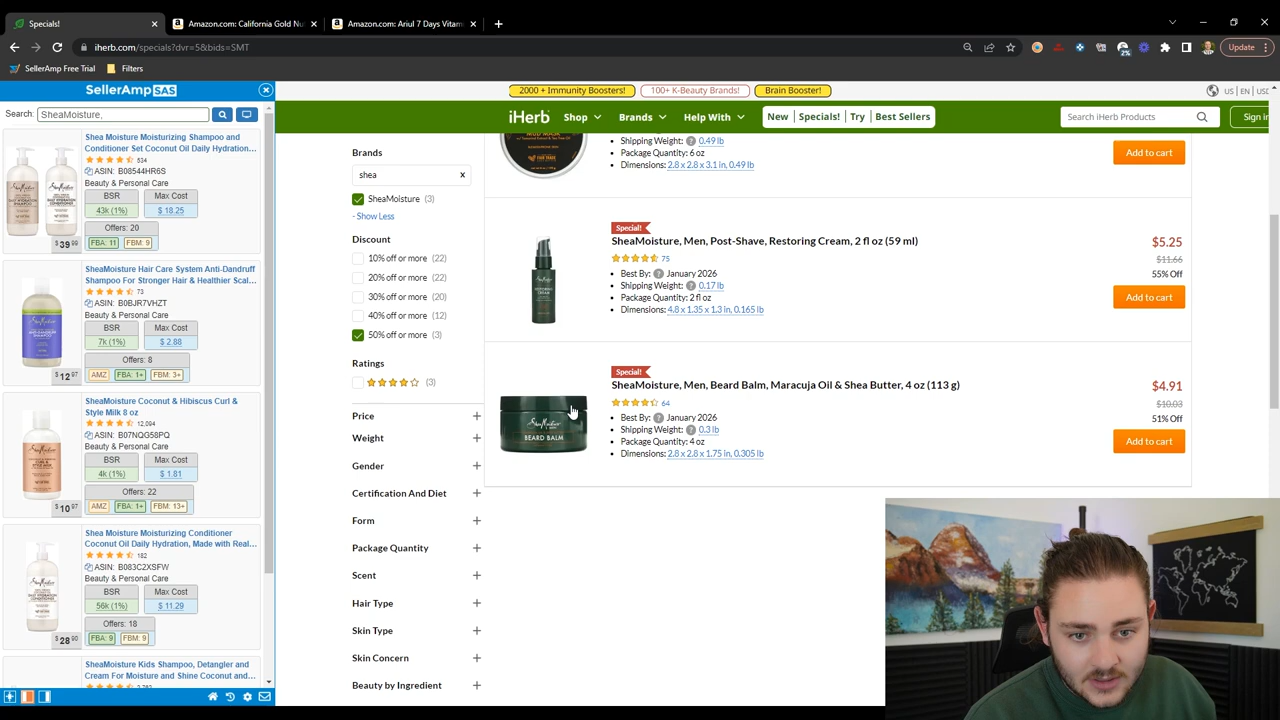 Specials!
Amazon.com: California Gold Nu
Amazon.com: Ariul 7 Days Vitam
iherb.com/specials?dvr=5&bids=SMT
Update
SellerAmp Free Trial
Filters
SellerAmp SAS
Search: SheaMoisture,
Shea Moisture Moisturizing Shampoo and
Conditioner Set Coconut Oil Daily Hydration...
534
ASIN: B08544HR6S
Beauty & Personal Care
BSR
Max Cost
43k (1%)
$ 18.25
Offers: 20
FBA: 11
FBM: 9
$ 39.99
SheaMoisture Hair Care System Anti-Dandruff
Shampoo For Stronger Hair & Healthier Scal...
73
ASIN: B0BJR7VHZT
Beauty & Personal Care
BSR
Max Cost
7k (1%)
$ 2.88
Offers: 8
AMZ
FBA: 1+
FBM: 3+
$ 12.97
SheaMoisture Coconut & Hibiscus Curl &
Style Milk 8 oz
12,094
ASIN: B07NQG58PQ
Beauty & Personal Care
BSR
Max Cost
4k (1%)
$ 1.81
Offers: 22
AMZ
FBA: 1+
FBM: 13+
$ 10.97
Shea Moisture Moisturizing Conditioner
Coconut Oil Daily Hydration, Made with Real...
182
ASIN: B083C2XSFW
Beauty & Personal Care
BSR
Max Cost
56k (1%)
$ 11.29
Offers: 18
FBA: 9
FBM: 9
$ 28.90
SheaMoisture Kids Shampoo, Detangler and
Cream For Moisture and Shine Coconut and...
2000 + Immunity Boosters!
100+ K-Beauty Brands!
Brain Booster!
US | EN | USD
iHerb
Shop
Brands
Help With
New
Specials!
Try
Best Sellers
Search iHerb Products
Sign in
Brands
shea
x
SheaMoisture (3)
- Show Less
Discount
10% off or more (22)
20% off or more (22)
30% off or more (20)
40% off or more (12)
50% off or more (3)
Ratings
(3)
Price +
Weight +
Gender +
Certification And Diet +
Form +
Package Quantity +
Scent +
Hair Type +
Skin Type +
Skin Concern +
Beauty by Ingredient +
Shipping Weight: 0.49 lb
Package Quantity: 6 oz
Dimensions: 2.8 x 2.8 x 3.1 in, 0.49 lb
Add to cart
Special!
SheaMoisture, Men, Post-Shave, Restoring Cream, 2 fl oz (59 ml)
75
Best By: January 2026
Shipping Weight: 0.17 lb
Package Quantity: 2 fl oz
Dimensions: 4.8 x 1.35 x 1.3 in, 0.165 lb
$5.25
$11.66
55% Off
Add to cart
Special!
SheaMoisture, Men, Beard Balm, Maracuja Oil & Shea Butter, 4 oz (113 g)
64
Best By: January 2026
Shipping Weight: 0.3 lb
Package Quantity: 4 oz
Dimensions: 2.8 x 2.8 x 1.75 in, 0.305 lb
$4.91
$10.03
51% Off
Add to cart
BEARD BALM